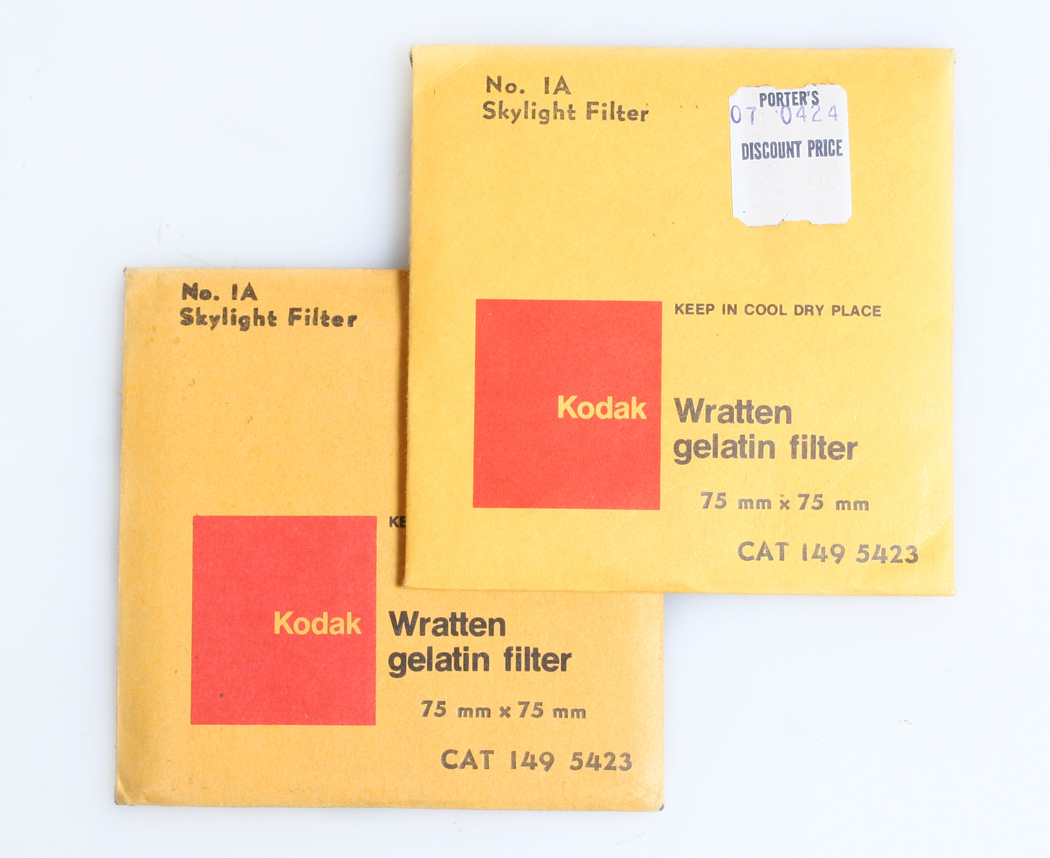 No. 1A
Skylight Filter
PORTER'S
07 0424
DISCOUNT PRICE
KEEP IN COOL DRY PLACE
Kodak
Wratten
gelatin filter
75 mm x 75 mm
CAT 149 5423
No. 1A
Skylight Filter
KE
Kodak
Wratten
gelatin filter
75 mm x 75 mm
CAT 149 5423